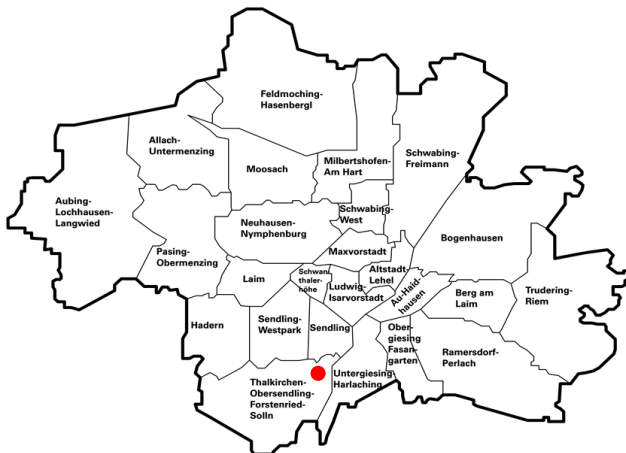 Feldmoching-
Hasenbergl
Allach-
Untermenzing
Moosach
Milbertshofen-
Am Hart
Schwabing-
Freimann
Aubing-
Lochhausen-
Langwied
Neuhausen-
Nymphenburg
Schwabing-
West
Bogenhausen
Pasing-
Obermenzing
Maxvorstadt
Laim
Schwan
thaler-
höhe
Ludwig-
Isarvorstadt
Altstadt-
Lehel
Au-Haid-
hausen
Berg am
Laim
Trudering-
Riem
Hadern
Sendling-
Westpark
Sendling
Ober-
giesing
Fasan-
garten
Ramersdorf-
Perlach
Thalkirchen-
Obersendling-
Forstenried-
Solln
Untergiesing-
Harlaching